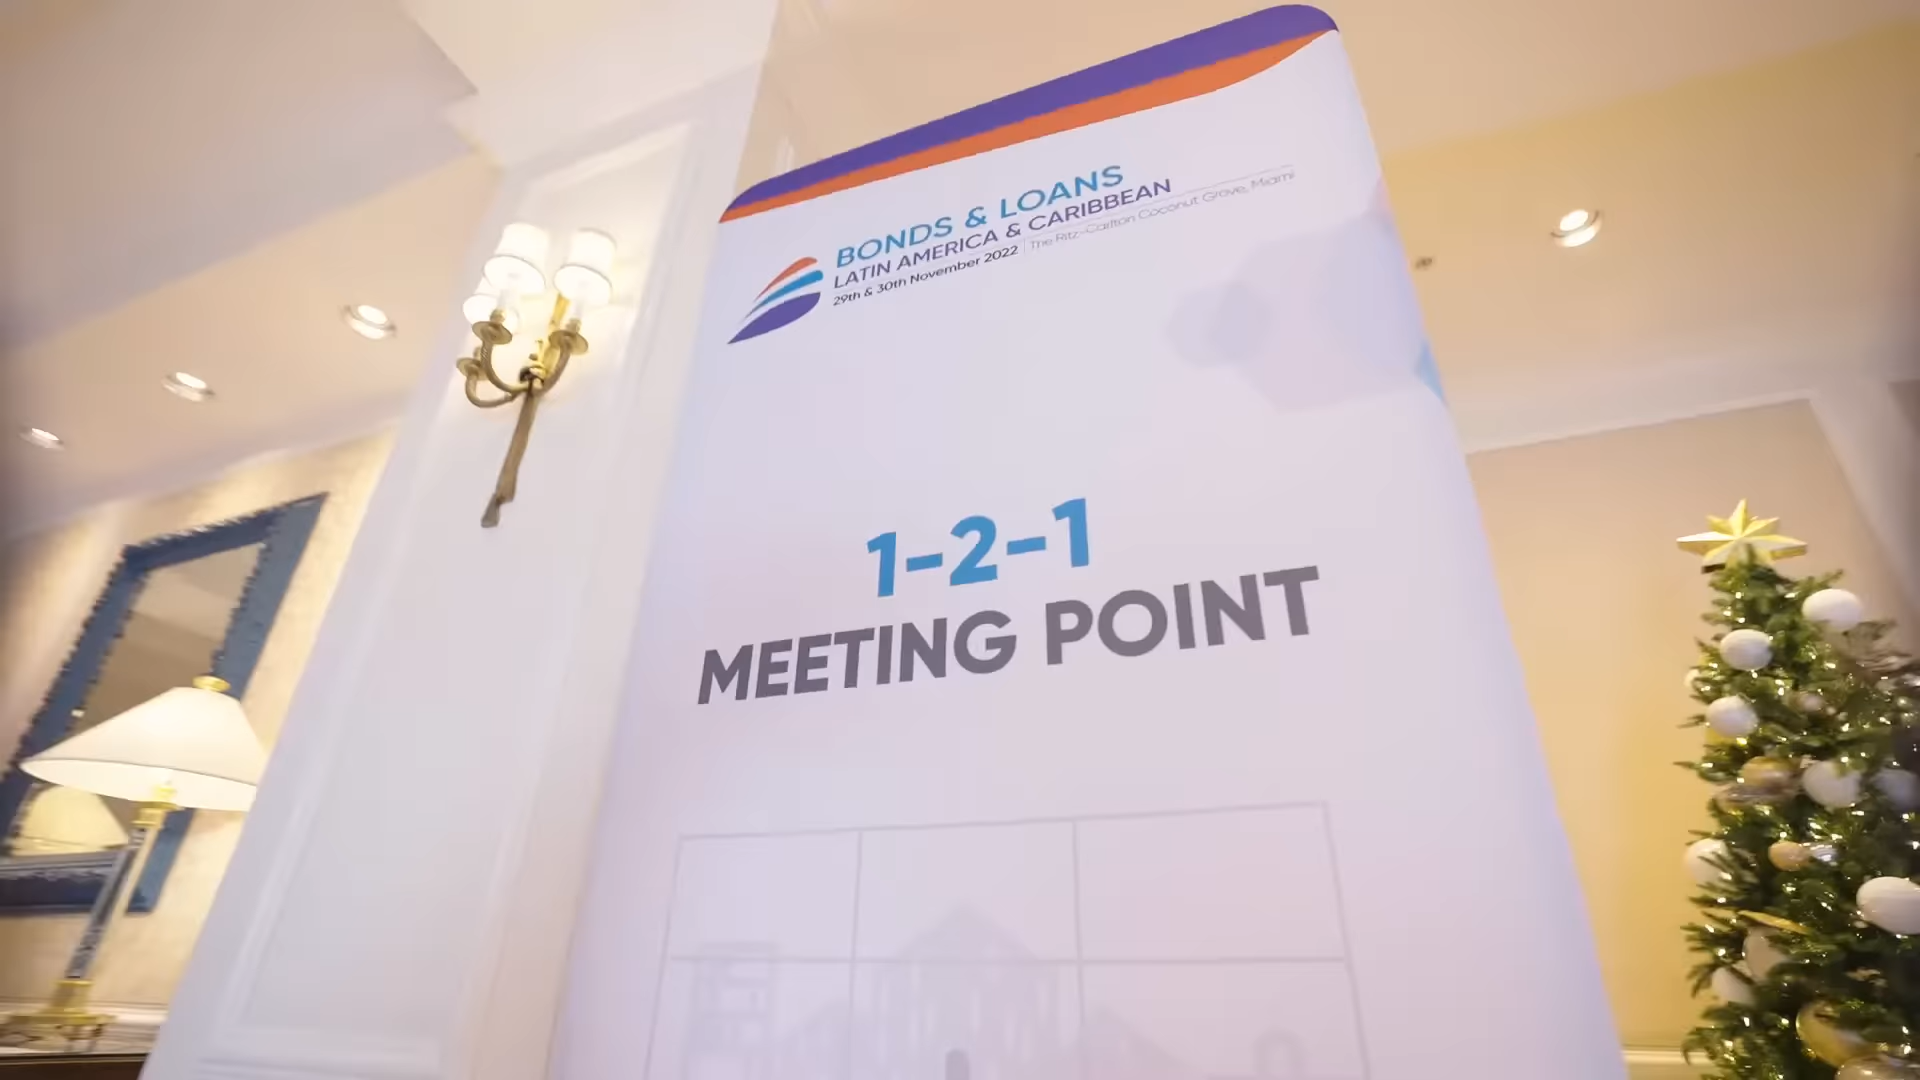 BONDS & LOANS
LATIN AMERICA & CARIBBEAN
29th & 30th November 2022 | The Ritz-Carlton Coconut Grove, Miami
1-2-1
MEETING POINT